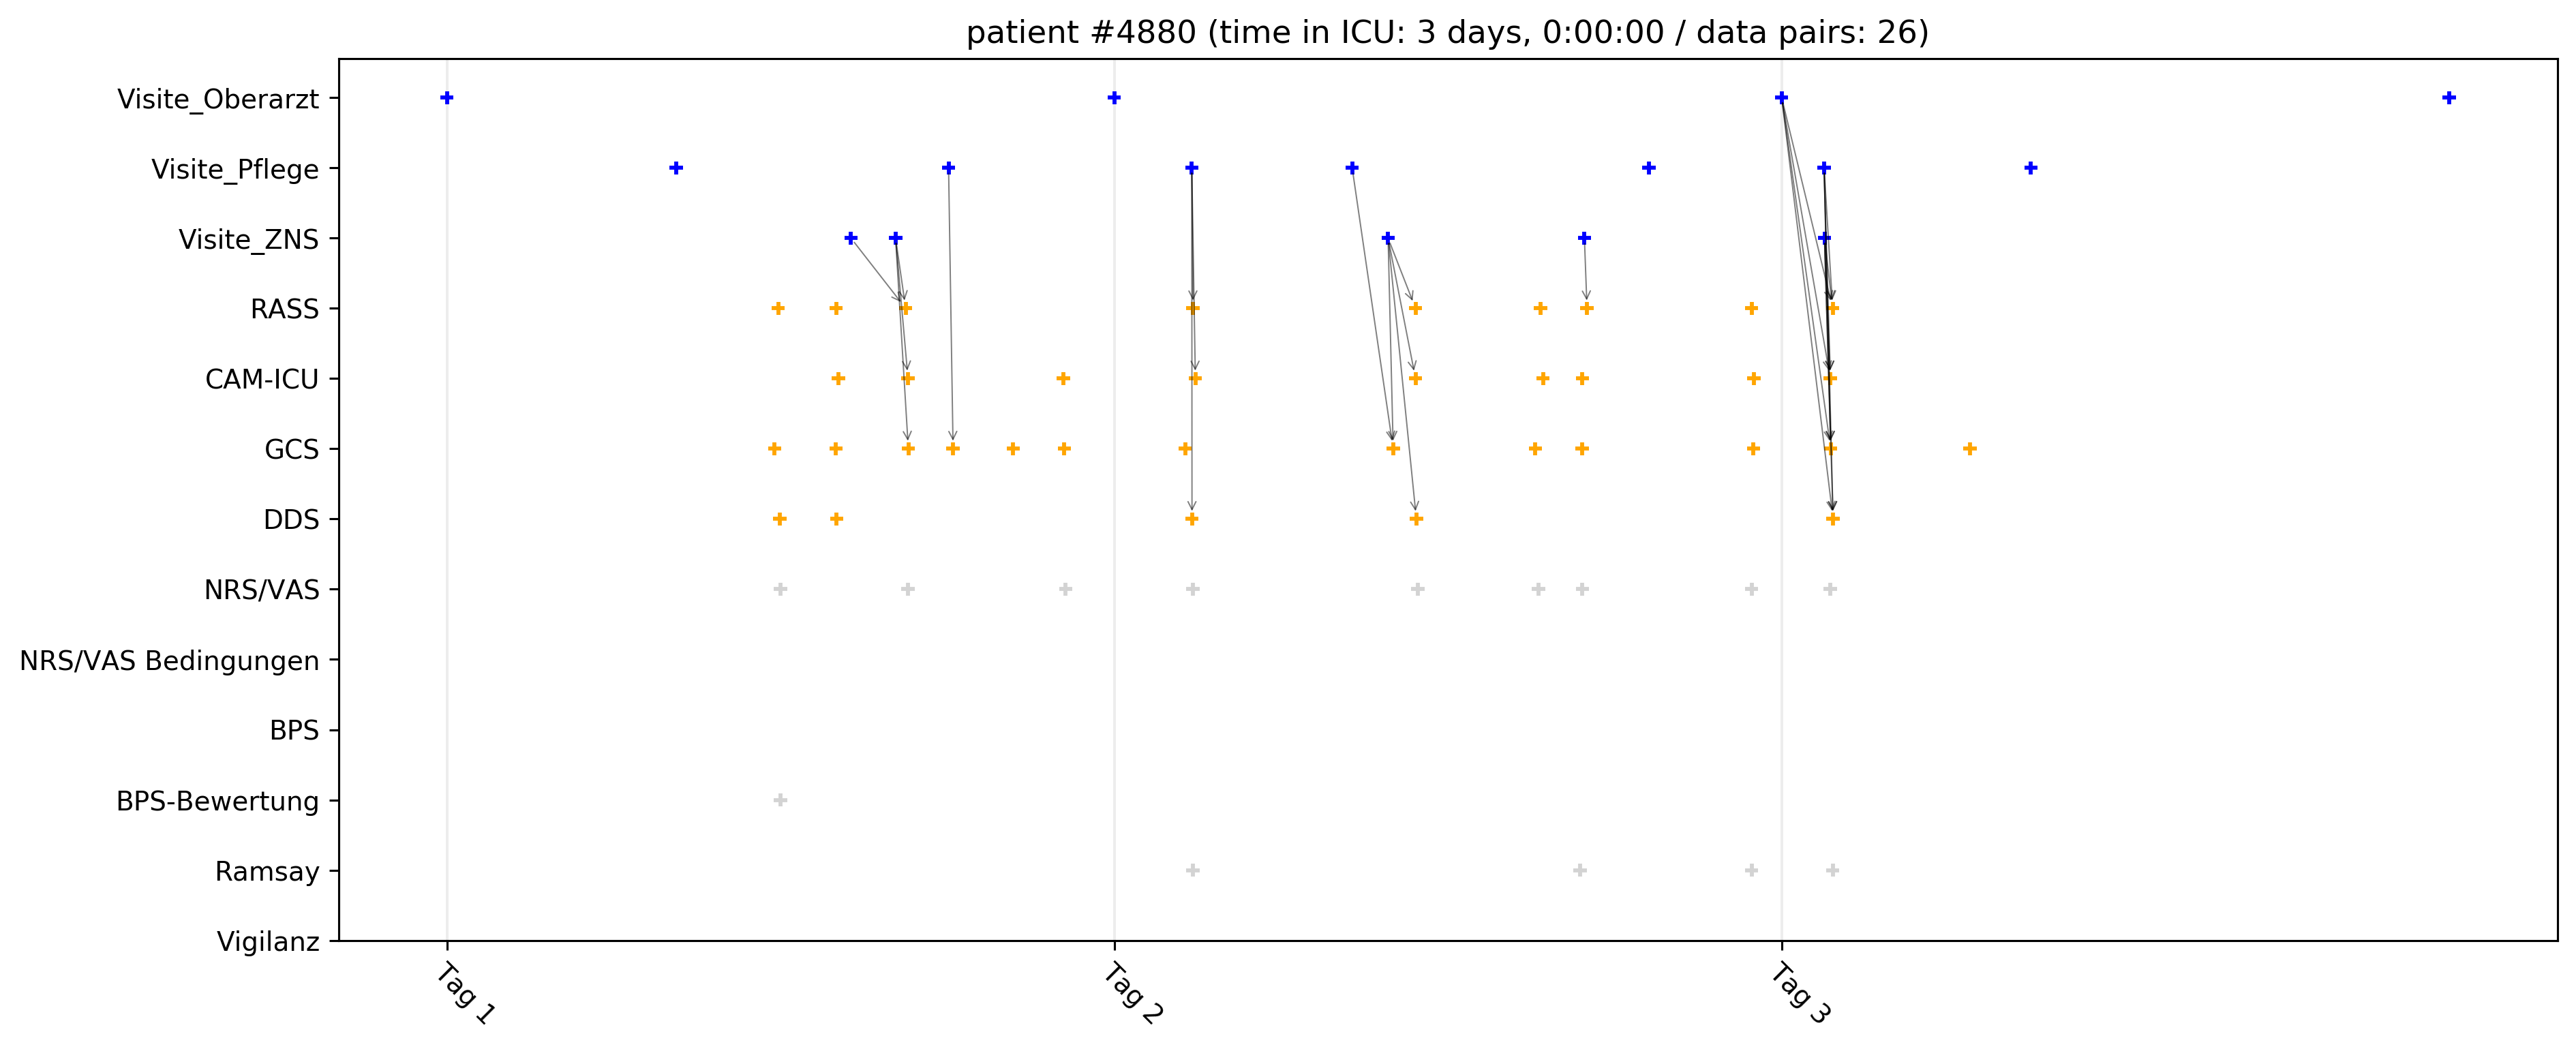 patient #4880 (time in ICU: 3 days, 0:00:00 / data pairs: 26)
Visite_Oberarzt
Visite_Pflege
Visite_ZNS
RASS
CAM-ICU
GCS
DDS
NRS/VAS
NRS/VAS Bedingungen
BPS
BPS-Bewertung
Ramsay
Vigilanz
Tag 1
Tag 2
Tag 3